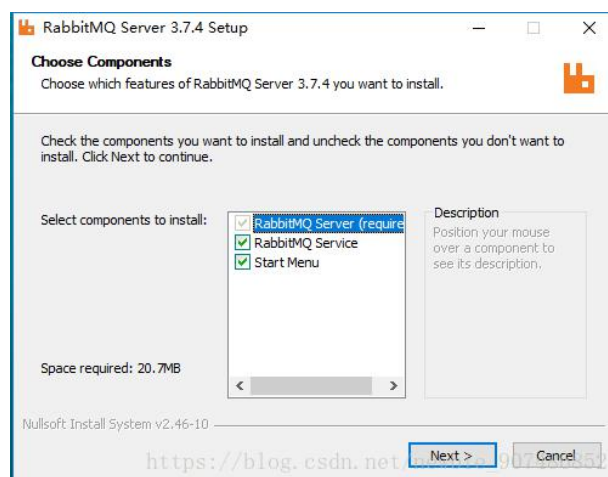 RabbitMQ Server 3.7.4 Setup
Choose Components
Choose which features of RabbitMQ Server 3.7.4 you want to install.
Check the components you want to install and uncheck the components you don't want to
install. Click Next to continue.
Select components to install:
RabbitMQ Server (require
RabbitMQ Service
Start Menu
Description
Position your mouse
over a component to
see its description.
Space required: 20.7MB
Nullsoft Install System v2.46-10
Next >
Cancel
https://blog.csdn.net/